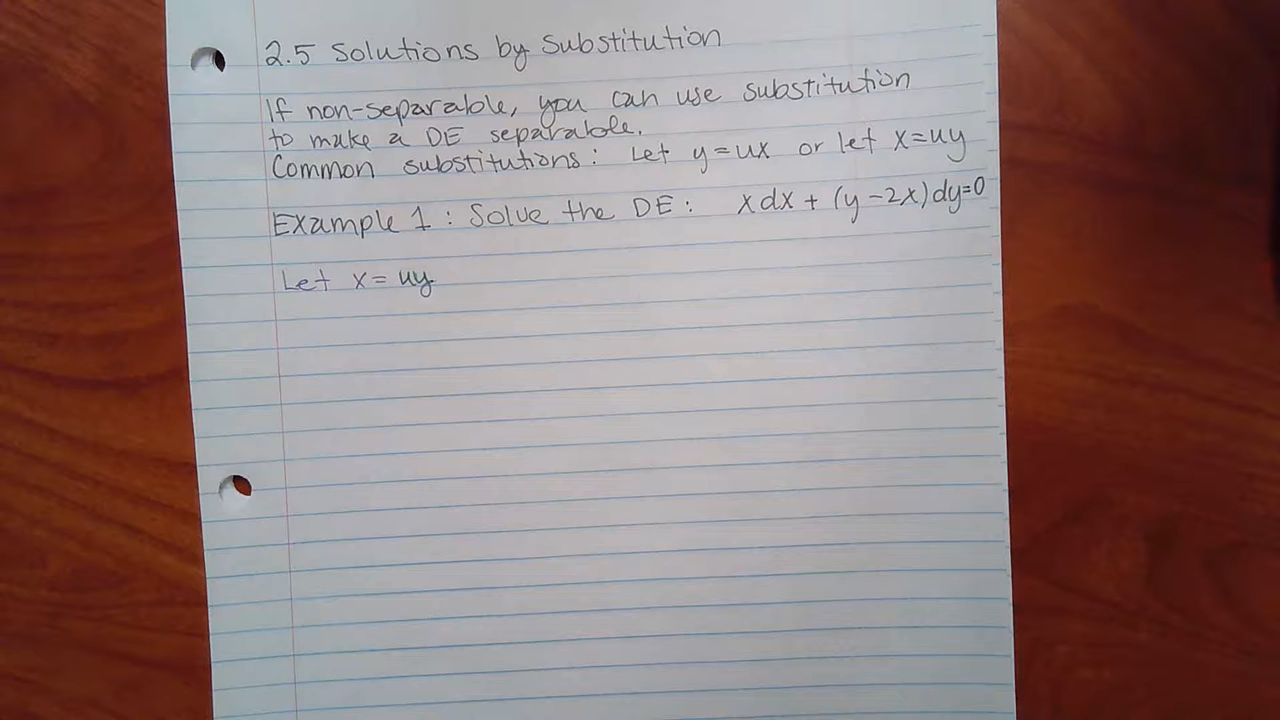 2.5 Solutions by Substitution
If non-separable, you can use substitution
to make a DE separable.
Common substitutions: Let y=ux or let x=uy
Example 1: Solve the DE: xdx + (y-2x)dy=0
Let x=uy